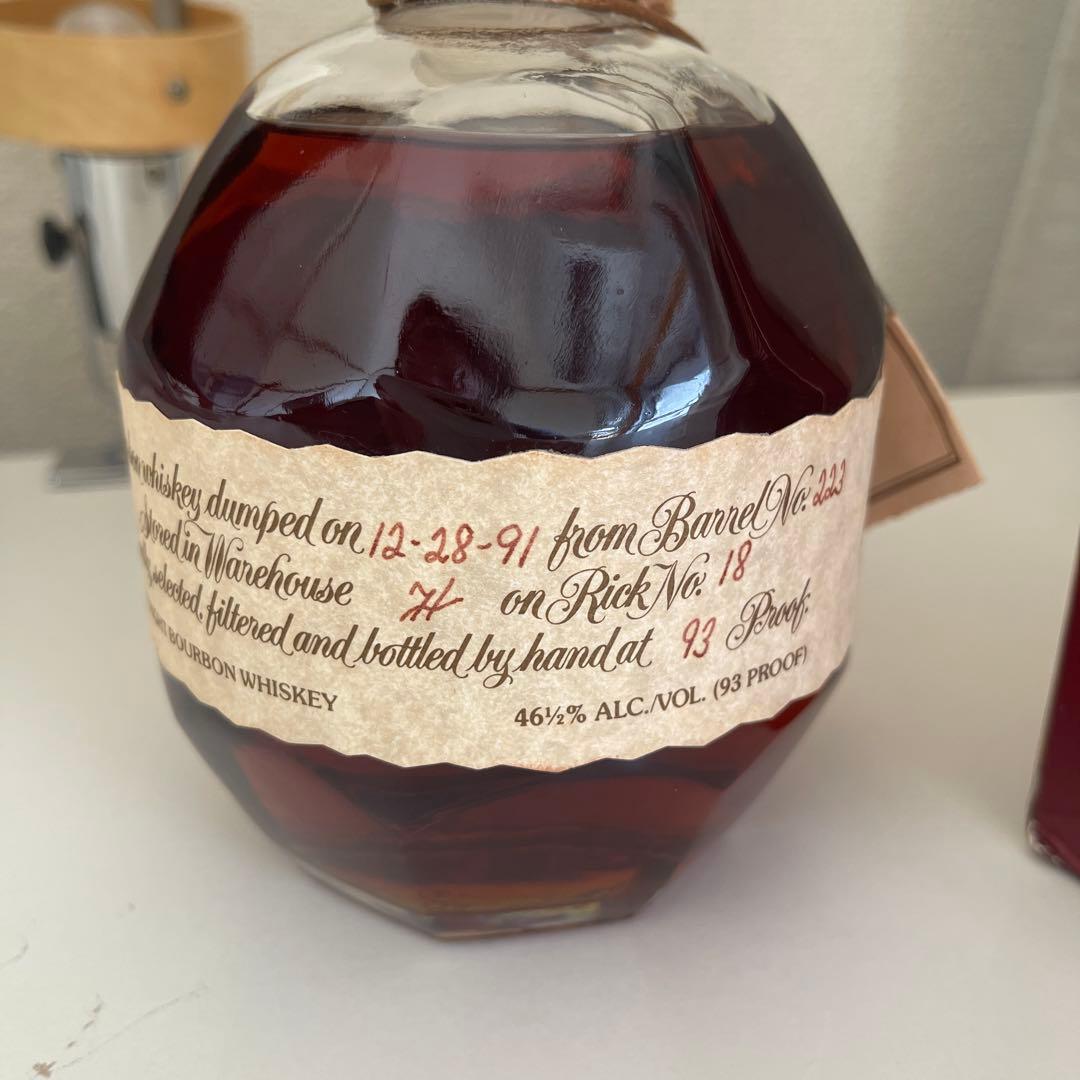 whiskey dumped on 12-28-91 from Barrel No. 223
stored in Warehouse H on Rick No. 18
selected, filtered and bottled by hand at 93 Proof.
BOURBON WHISKEY 46½% ALC./VOL. (93 PROOF)